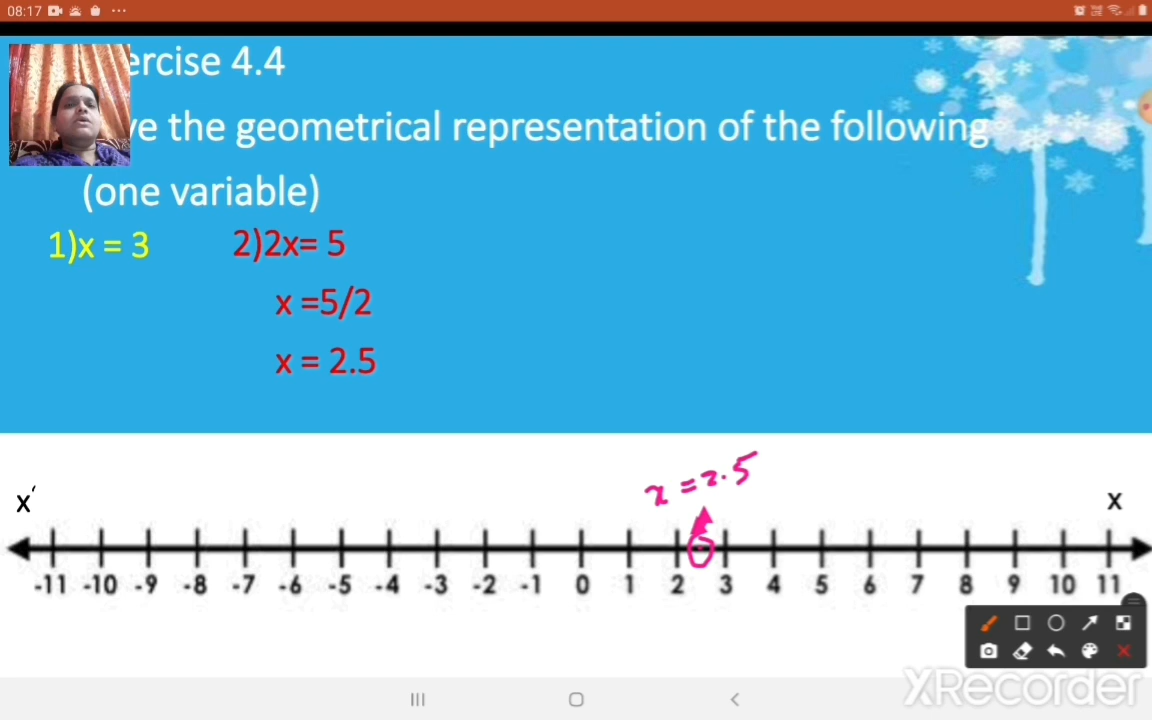 08:17
ercise 4.4
ve the geometrical representation of the following
(one variable)
1)x = 3 2)2x= 5
x =5/2
x = 2.5
x = 2.5
X' X
-11 -10 -9 -8 -7 -6 -5 -4 -3 -2 -1 0 1 2 3 4 5 6 7 8 9 10 11
XRecorder